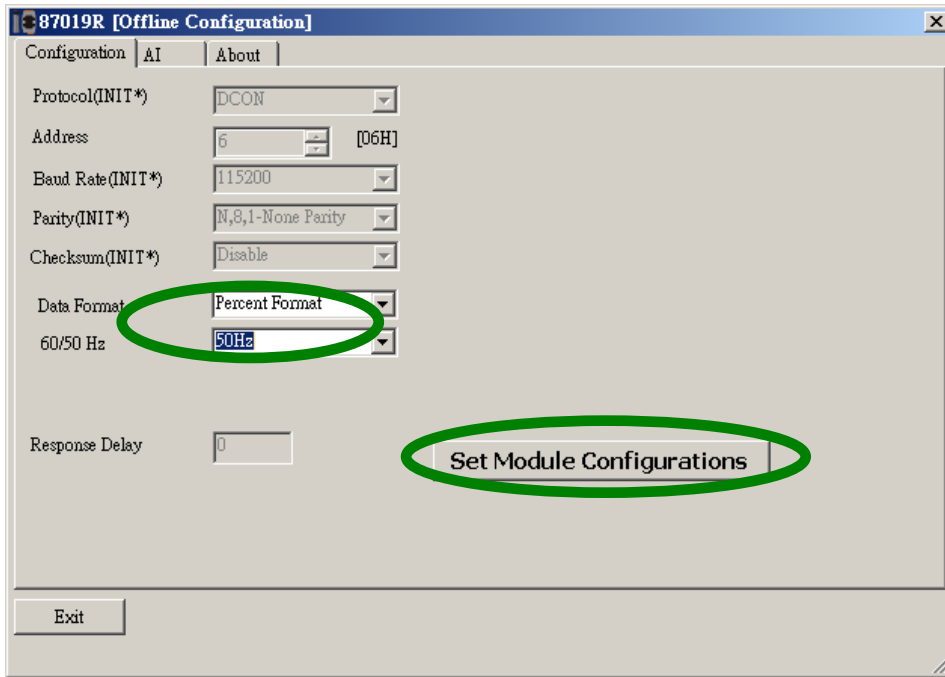 87019R [Offline Configuration]
Configuration AI About
Protocol(INIT*) DCON
Address 6 [06H]
Baud Rate(INIT*) 115200
Parity(INIT*) N,8,1-None Parity
Checksum(INIT*) Disable
Data Format Percent Format
60/50 Hz 50Hz
Response Delay 0
Set Module Configurations
Exit